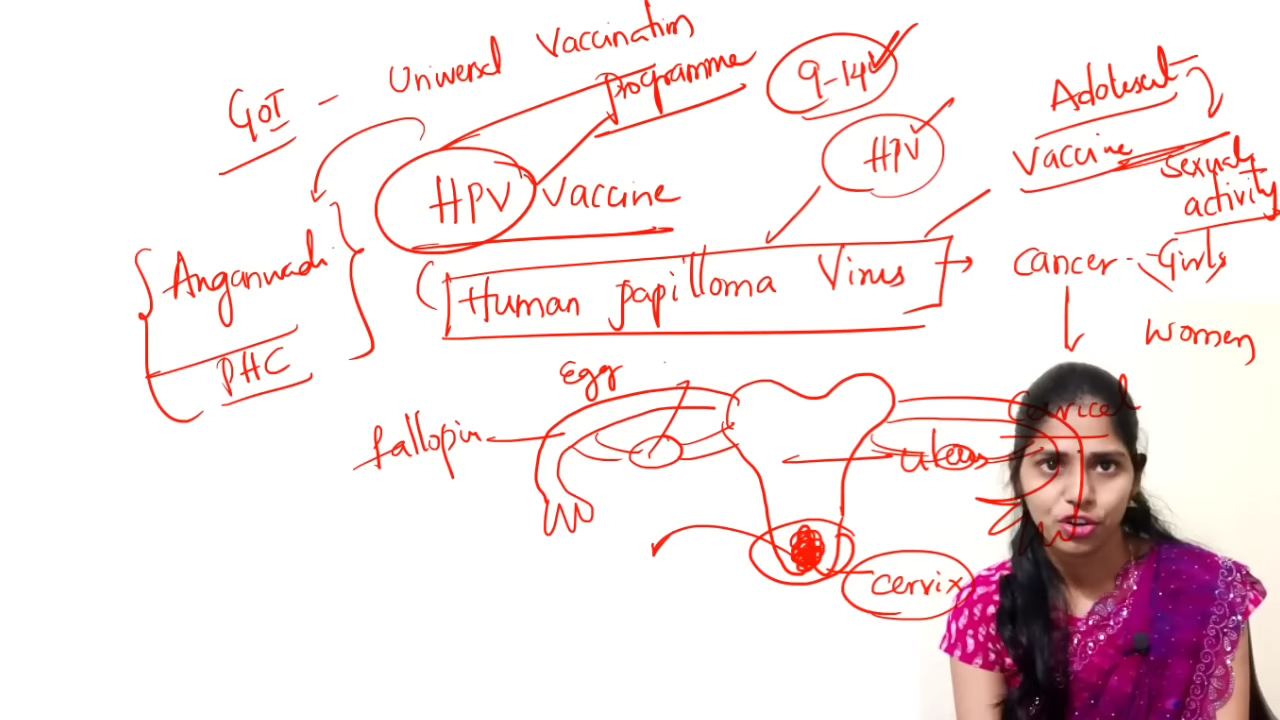 GOI - Universal Vaccination
Programme
9-14
HPV
Adolescent
Vaccine
sexual
activity
HPV Vaccine
Anganwadi
PHC
Human papilloma Virus
cancer - Girls
Women
Cervical
Egg
fallopin
uterus
cervix